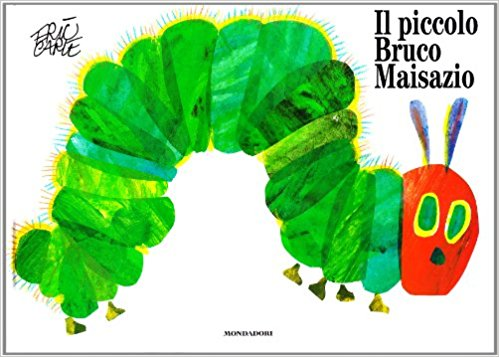 ERIC CARLE
Il piccolo
Bruco
Maisazio
MONDADORI